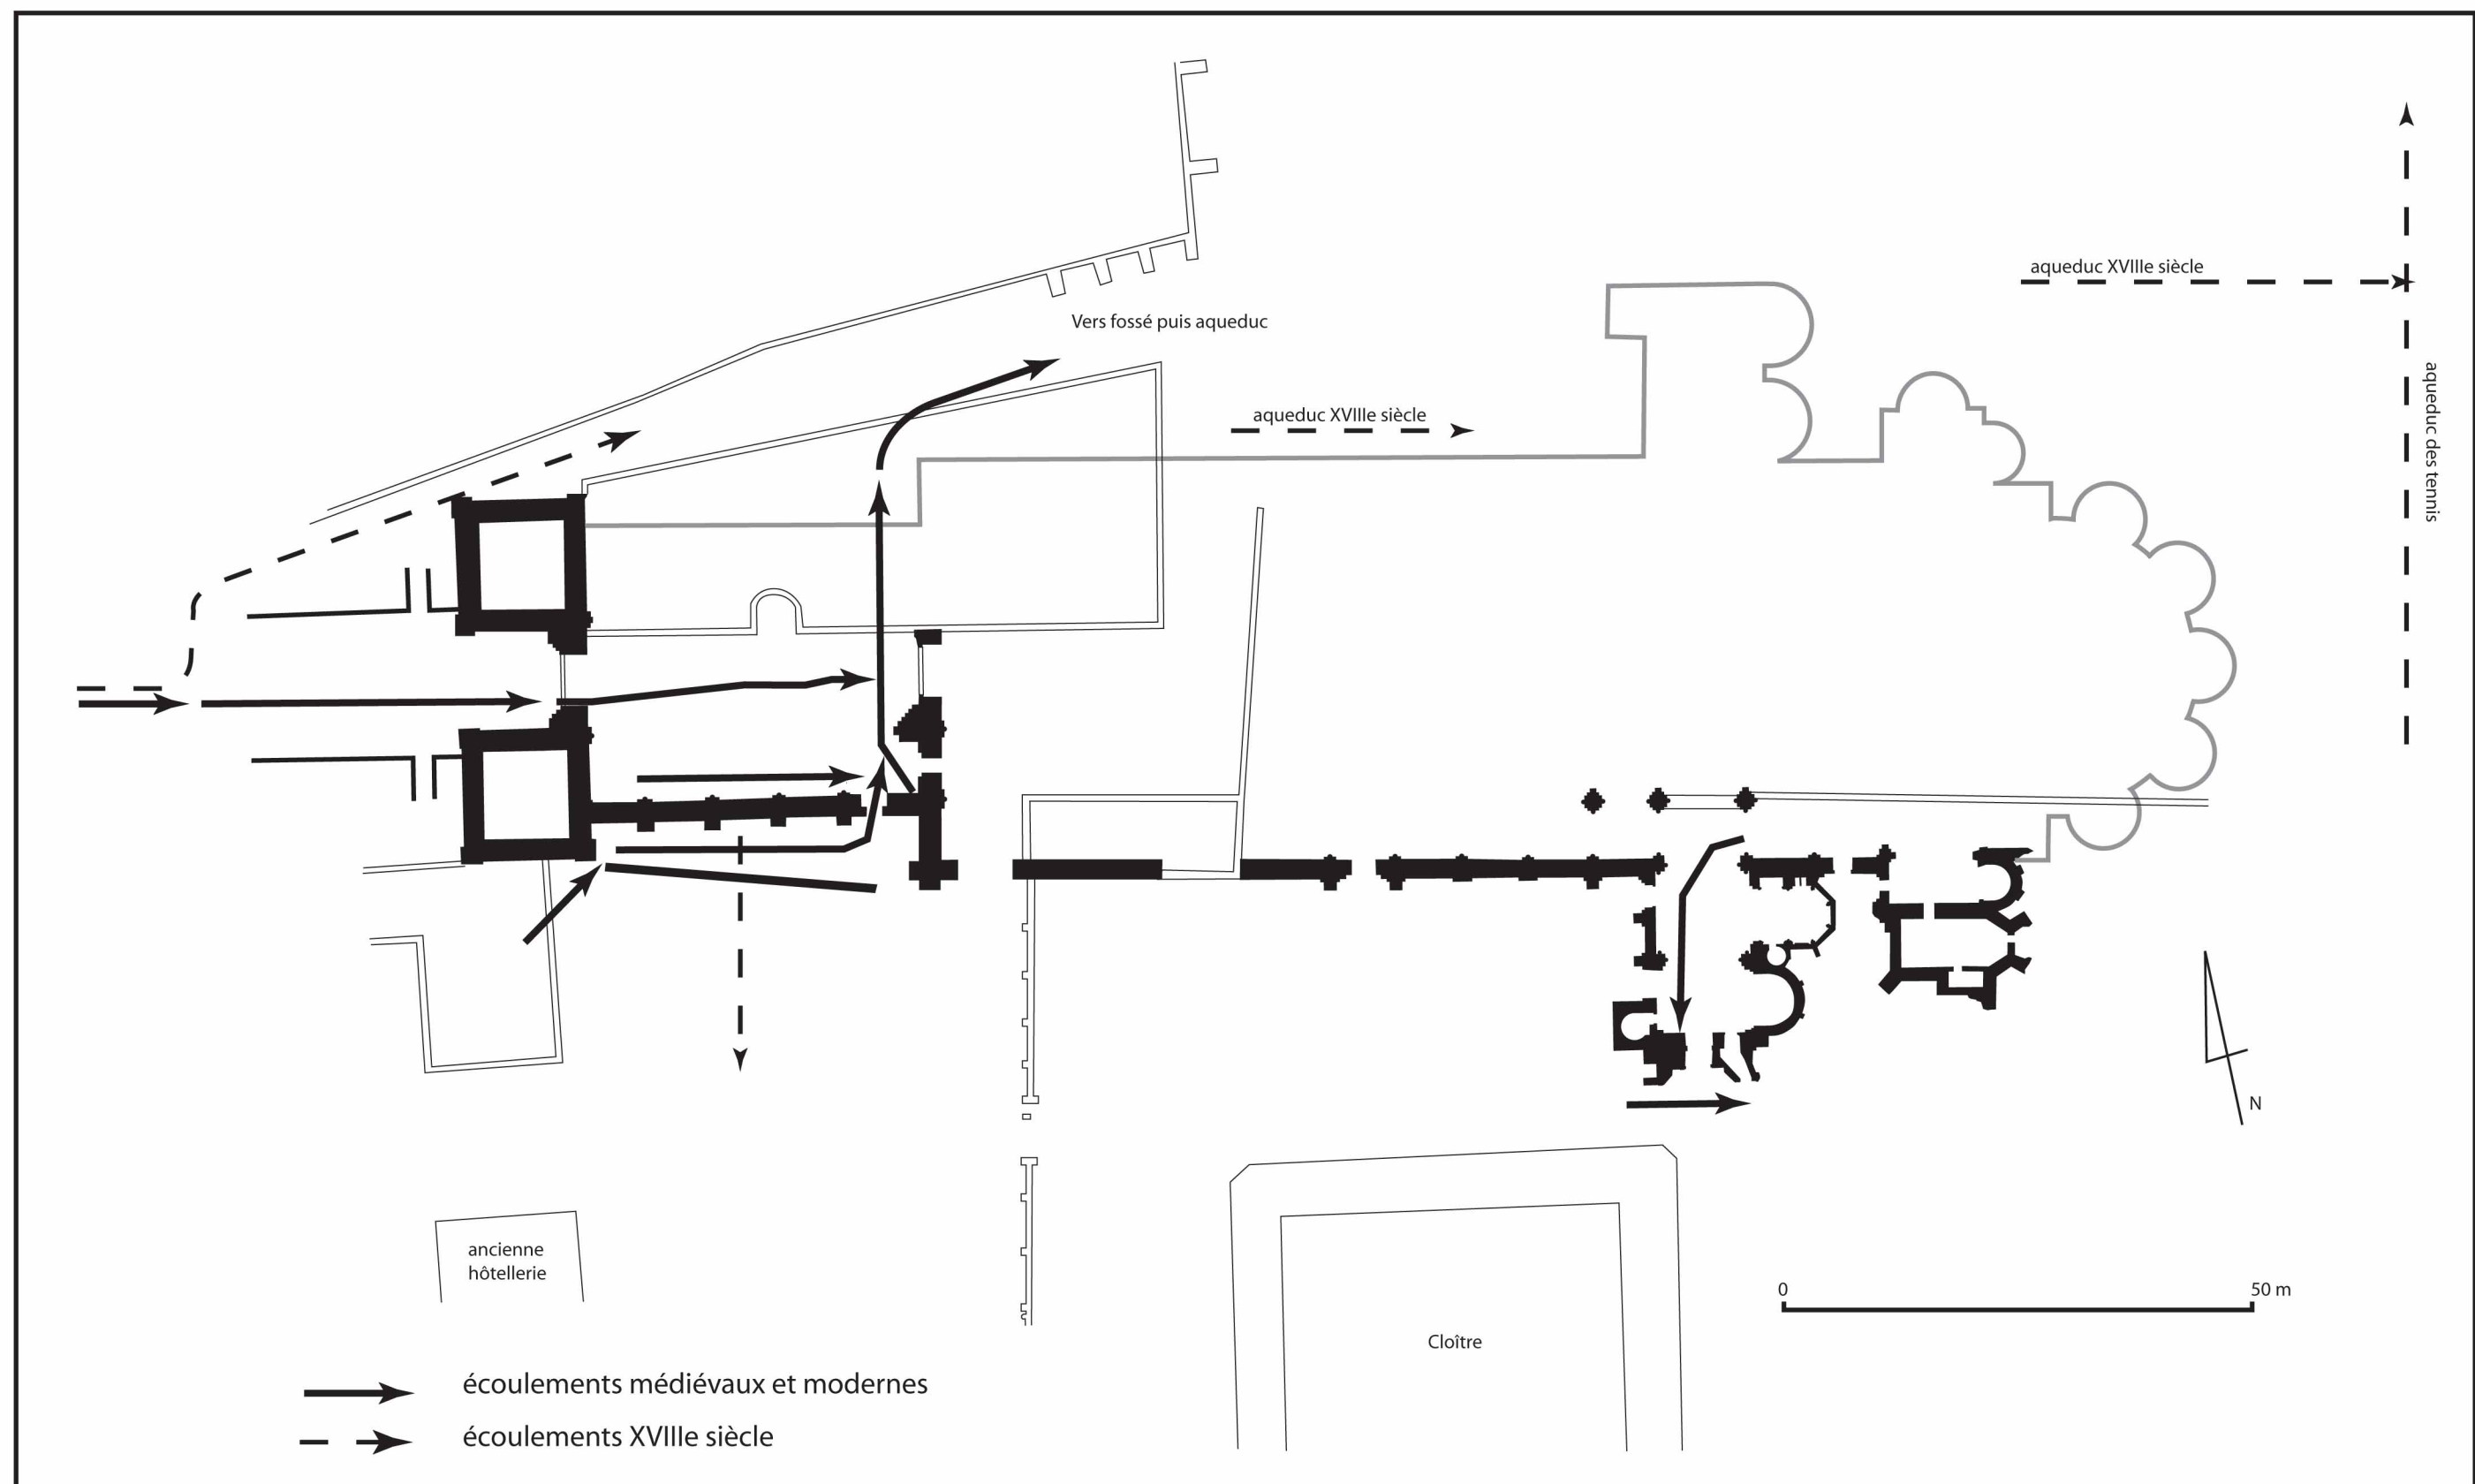 aqueduc XVIIIe siècle
Vers fossé puis aqueduc
aqueduc XVIIIe siècle
aqueduc des tennis
N
ancienne
hôtellerie
Cloître
0 50 m
écoulements médiévaux et modernes
écoulements XVIIIe siècle